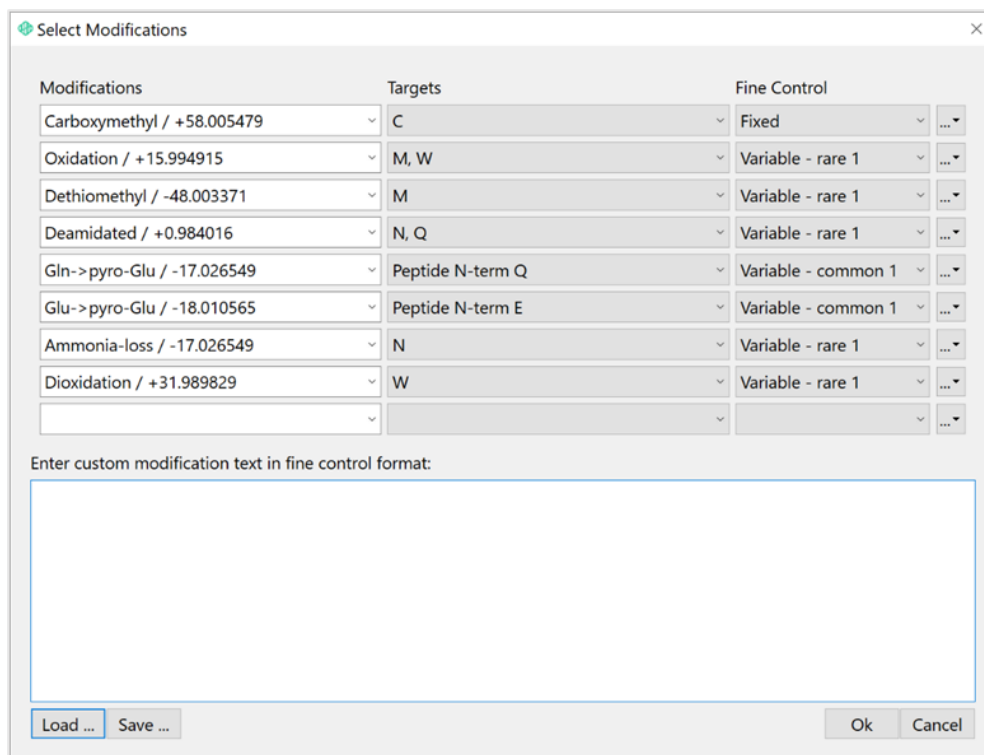 Select Modifications
Modifications Targets Fine Control
Carboxymethyl / +58.005479 C Fixed ...
Oxidation / +15.994915 M, W Variable - rare 1 ...
Dethiomethyl / -48.003371 M Variable - rare 1 ...
Deamidated / +0.984016 N, Q Variable - rare 1 ...
Gln->pyro-Glu / -17.026549 Peptide N-term Q Variable - common 1 ...
Glu->pyro-Glu / -18.010565 Peptide N-term E Variable - common 1 ...
Ammonia-loss / -17.026549 N Variable - rare 1 ...
Dioxidation / +31.989829 W Variable - rare 1 ...
...
Enter custom modification text in fine control format:
Load ... Save ... Ok Cancel